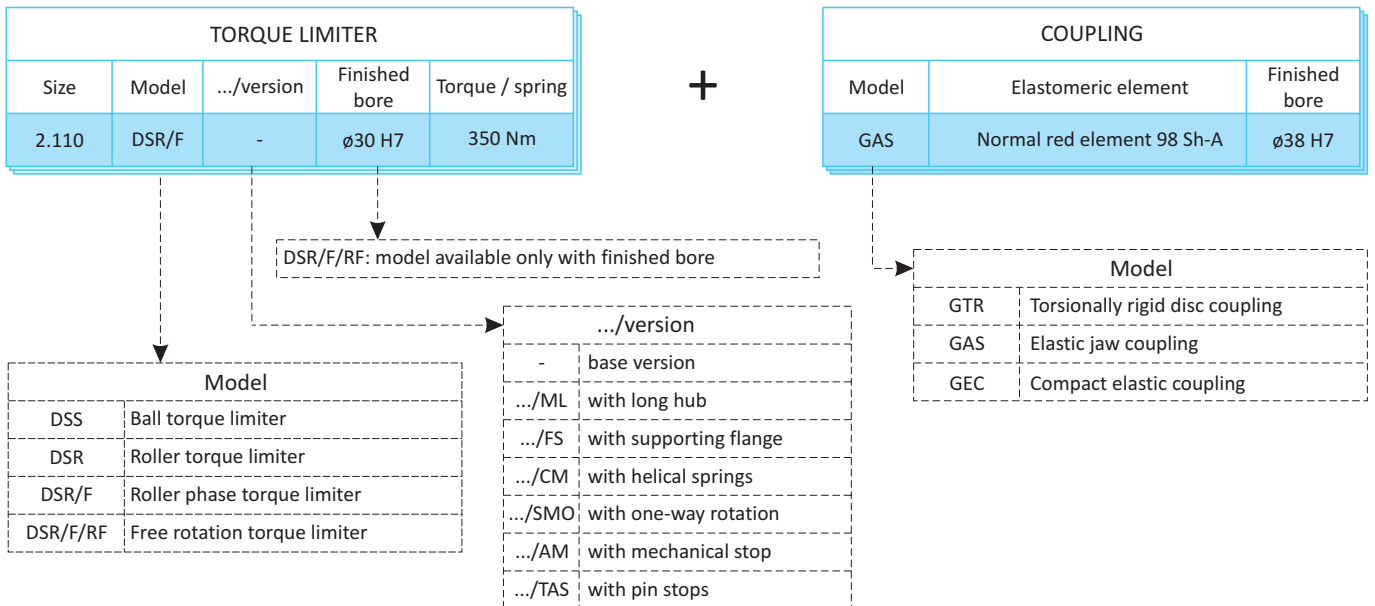 TORQUE LIMITER
Size Model .../version Finished bore Torque / spring
2.110 DSR/F - ø30 H7 350 Nm
+
COUPLING
Model Elastomeric element Finished bore
GAS Normal red element 98 Sh-A ø38 H7
DSR/F/RF: model available only with finished bore
Model
GTR Torsionally rigid disc coupling
GAS Elastic jaw coupling
GEC Compact elastic coupling
.../version
- base version
.../ML with long hub
.../FS with supporting flange
.../CM with helical springs
.../SMO with one-way rotation
.../AM with mechanical stop
.../TAS with pin stops
Model
DSS Ball torque limiter
DSR Roller torque limiter
DSR/F Roller phase torque limiter
DSR/F/RF Free rotation torque limiter